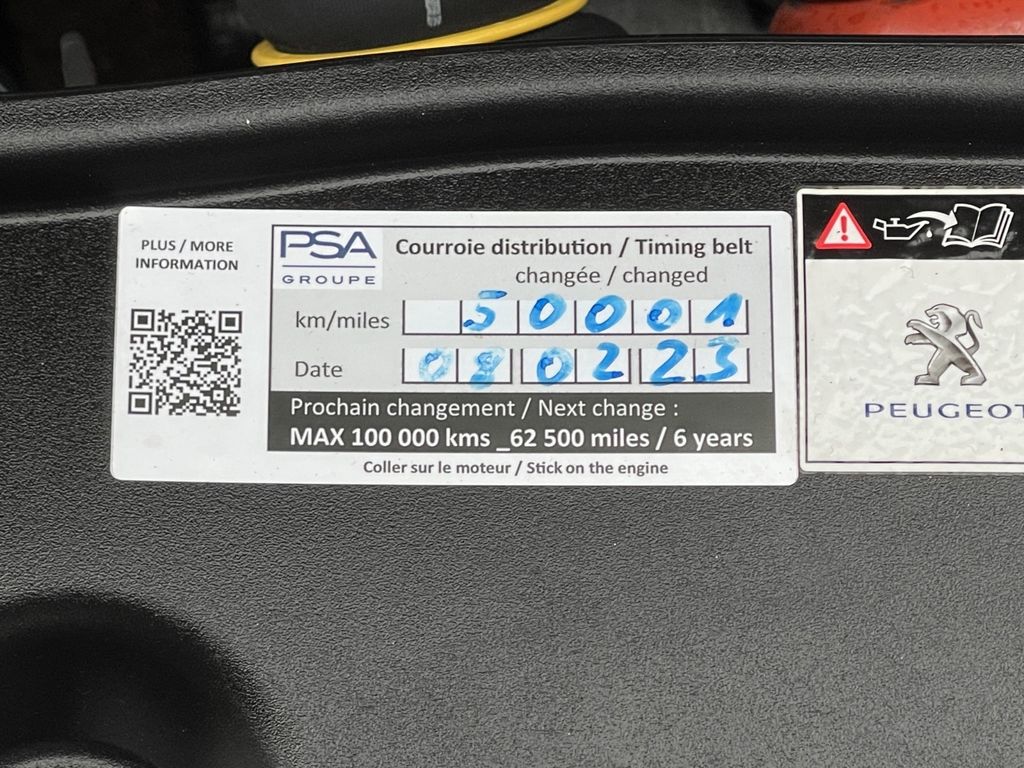 PLUS / MORE
INFORMATION
PSA
GROUPE
Courroie distribution / Timing belt
changée / changed
km/miles 50001
Date 080223
Prochain changement / Next change :
MAX 100 000 kms _62 500 miles / 6 years
Coller sur le moteur / Stick on the engine
PEUGEOT